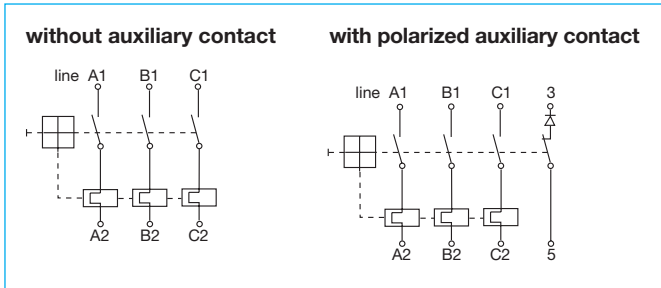 without auxiliary contact
line A1 B1 C1
A2 B2 C2
with polarized auxiliary contact
line A1 B1 C1 3
A2 B2 C2 5